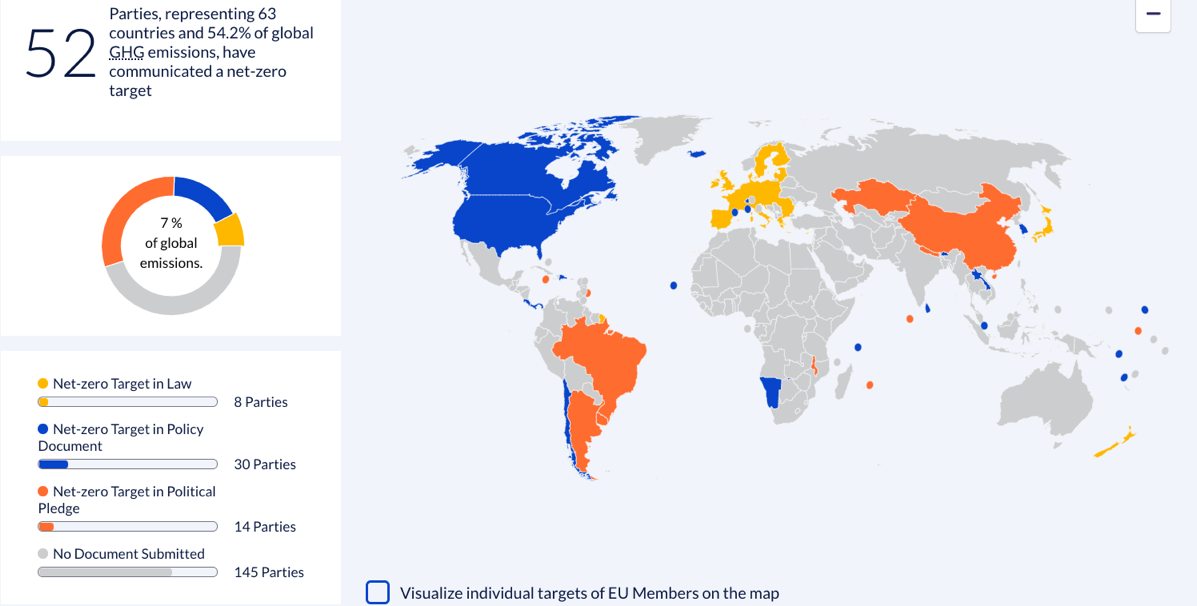 52
Parties, representing 63
countries and 54.2% of global
GHG emissions, have
communicated a net-zero
target
7 %
of global
emissions.
Net-zero Target in Law
8 Parties
Net-zero Target in Policy
Document
30 Parties
Net-zero Target in Political
Pledge
14 Parties
No Document Submitted
145 Parties
Visualize individual targets of EU Members on the map